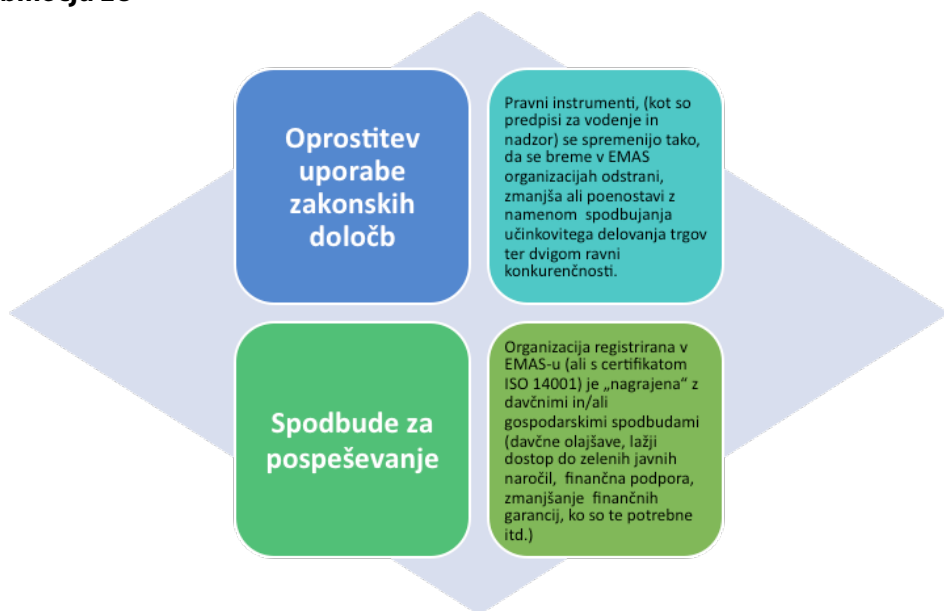 Oprostitev
uporabe
zakonskih
določb
Pravni instrumenti, (kot so
predpisi za vodenje in
nadzor) se spremenijo tako,
da se breme v EMAS
organizacijah odstrani,
zmanjša ali poenostavi z
namenom spodbujanja
učinkovitega delovanja trgov
ter dvigom ravni
konkurenčnosti.
Spodbude za
pospeševanje
Organizacija registrirana v
EMAS-u (ali s certifikatom
ISO 14001) je „nagrajena“ z
davčnimi in/ali
gospodarskimi spodbudami
(davčne olajšave, lažji
dostop do zelenih javnih
naročil, finančna podpora,
zmanjšanje finančnih
garancij, ko so te potrebne
itd.)